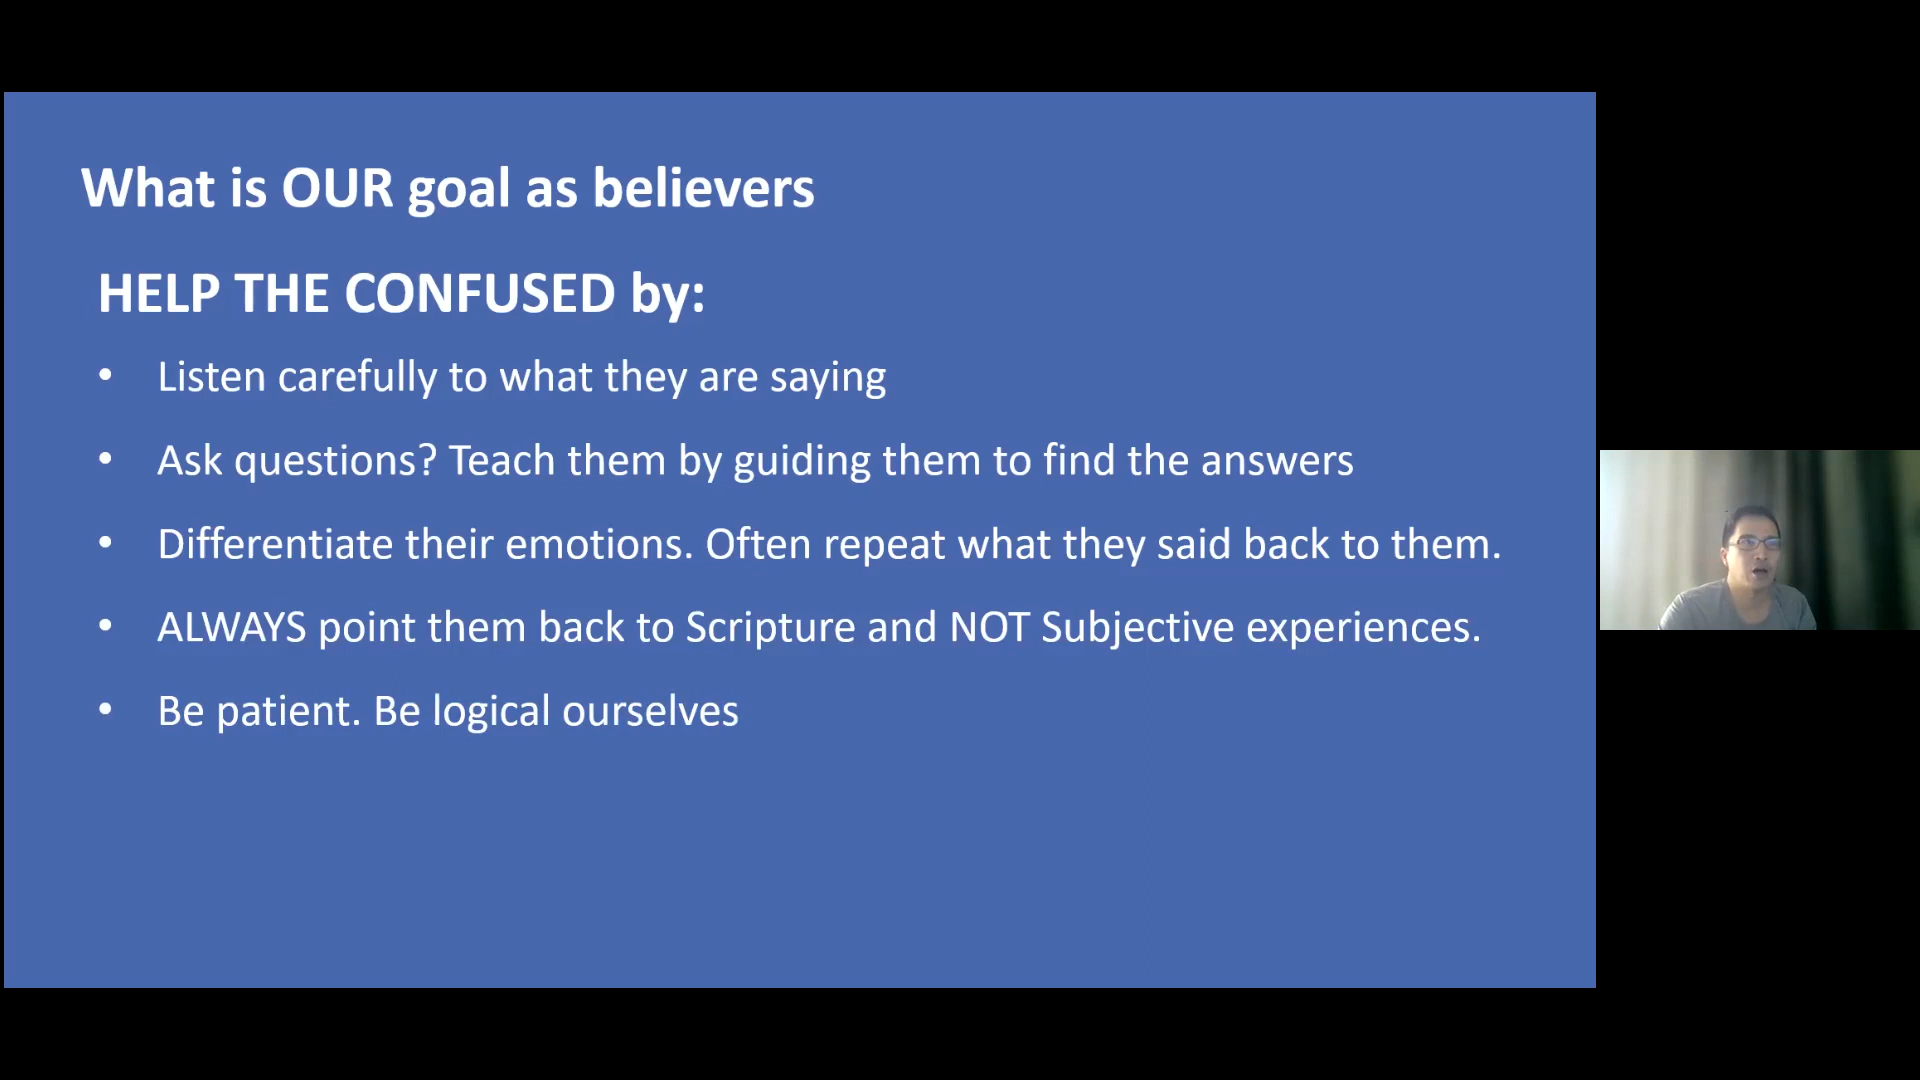 What is OUR goal as believers
HELP THE CONFUSED by:
• Listen carefully to what they are saying
• Ask questions? Teach them by guiding them to find the answers
• Differentiate their emotions. Often repeat what they said back to them.
• ALWAYS point them back to Scripture and NOT Subjective experiences.
• Be patient. Be logical ourselves